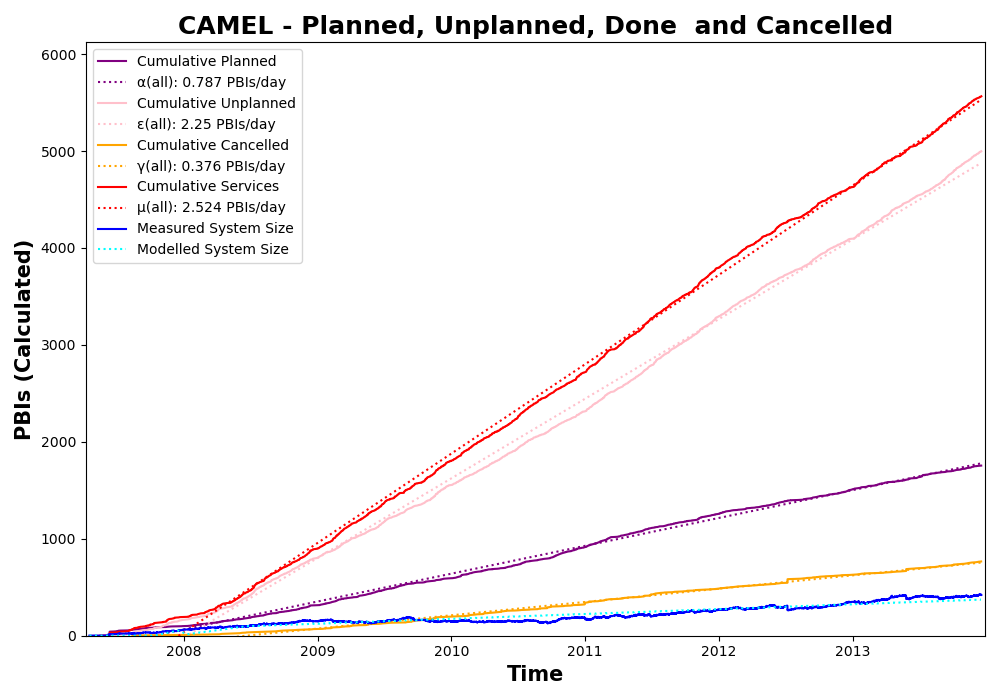 CAMEL - Planned, Unplanned, Done  and Cancelled
PBIs (Calculated)
6000
5000
4000
3000
2000
1000
0
Cumulative Planned
α(all): 0.787 PBIs/day
Cumulative Unplanned
ε(all): 2.25 PBIs/day
Cumulative Cancelled
γ(all): 0.376 PBIs/day
Cumulative Services
μ(all): 2.524 PBIs/day
Measured System Size
Modelled System Size
2008 2009 2010 2011 2012 2013
Time